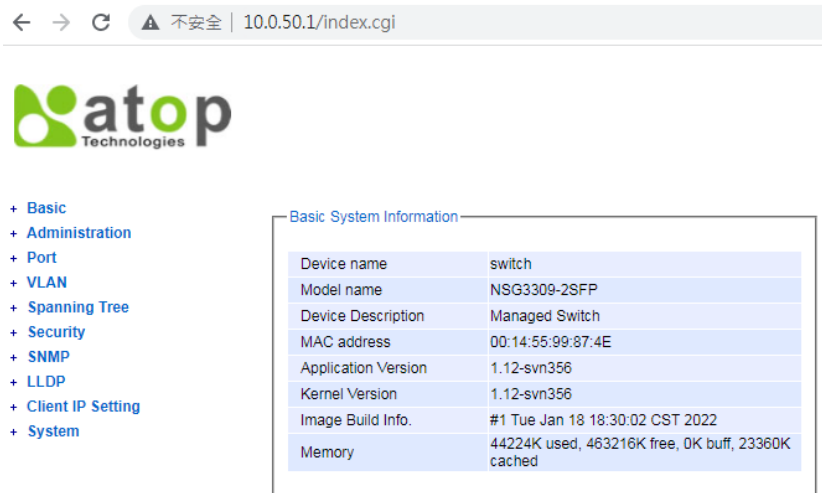 不安全 | 10.0.50.1/index.cgi
atop
Technologies
+ Basic
+ Administration
+ Port
+ VLAN
+ Spanning Tree
+ Security
+ SNMP
+ LLDP
+ Client IP Setting
+ System
Basic System Information
Device name switch
Model name NSG3309-2SFP
Device Description Managed Switch
MAC address 00:14:55:99:87:4E
Application Version 1.12-svn356
Kernel Version 1.12-svn356
Image Build Info. #1 Tue Jan 18 18:30:02 CST 2022
Memory 44224K used, 463216K free, 0K buff, 23360K
cached